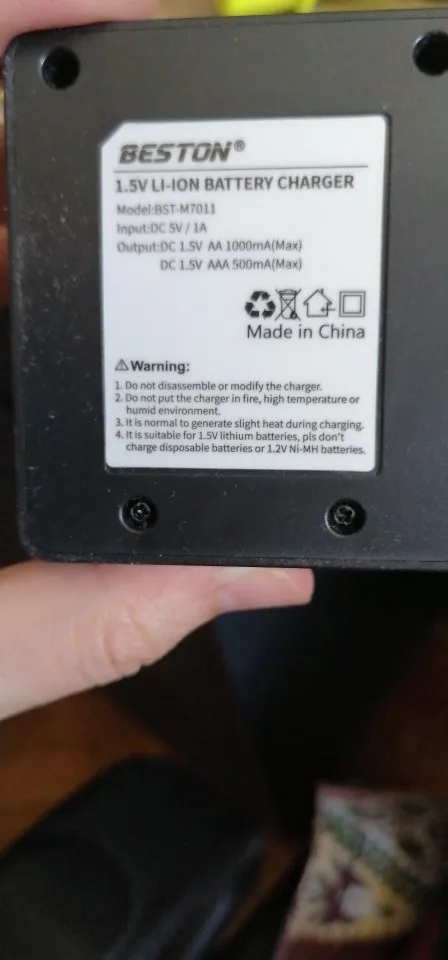 BESTON®
1.5V LI-ION BATTERY CHARGER
Model:BST-M7011
Input:DC 5V / 1A
Output:DC 1.5V AA 1000mA(Max)
DC 1.5V AAA 500mA(Max)
Made in China
⚠Warning:
1. Do not disassemble or modify the charger.
2. Do not put the charger in fire, high temperature or
humid environment.
3. It is normal to generate slight heat during charging.
4. It is suitable for 1.5V lithium batteries, pls don't
charge disposable batteries or 1.2V Ni-MH batteries.